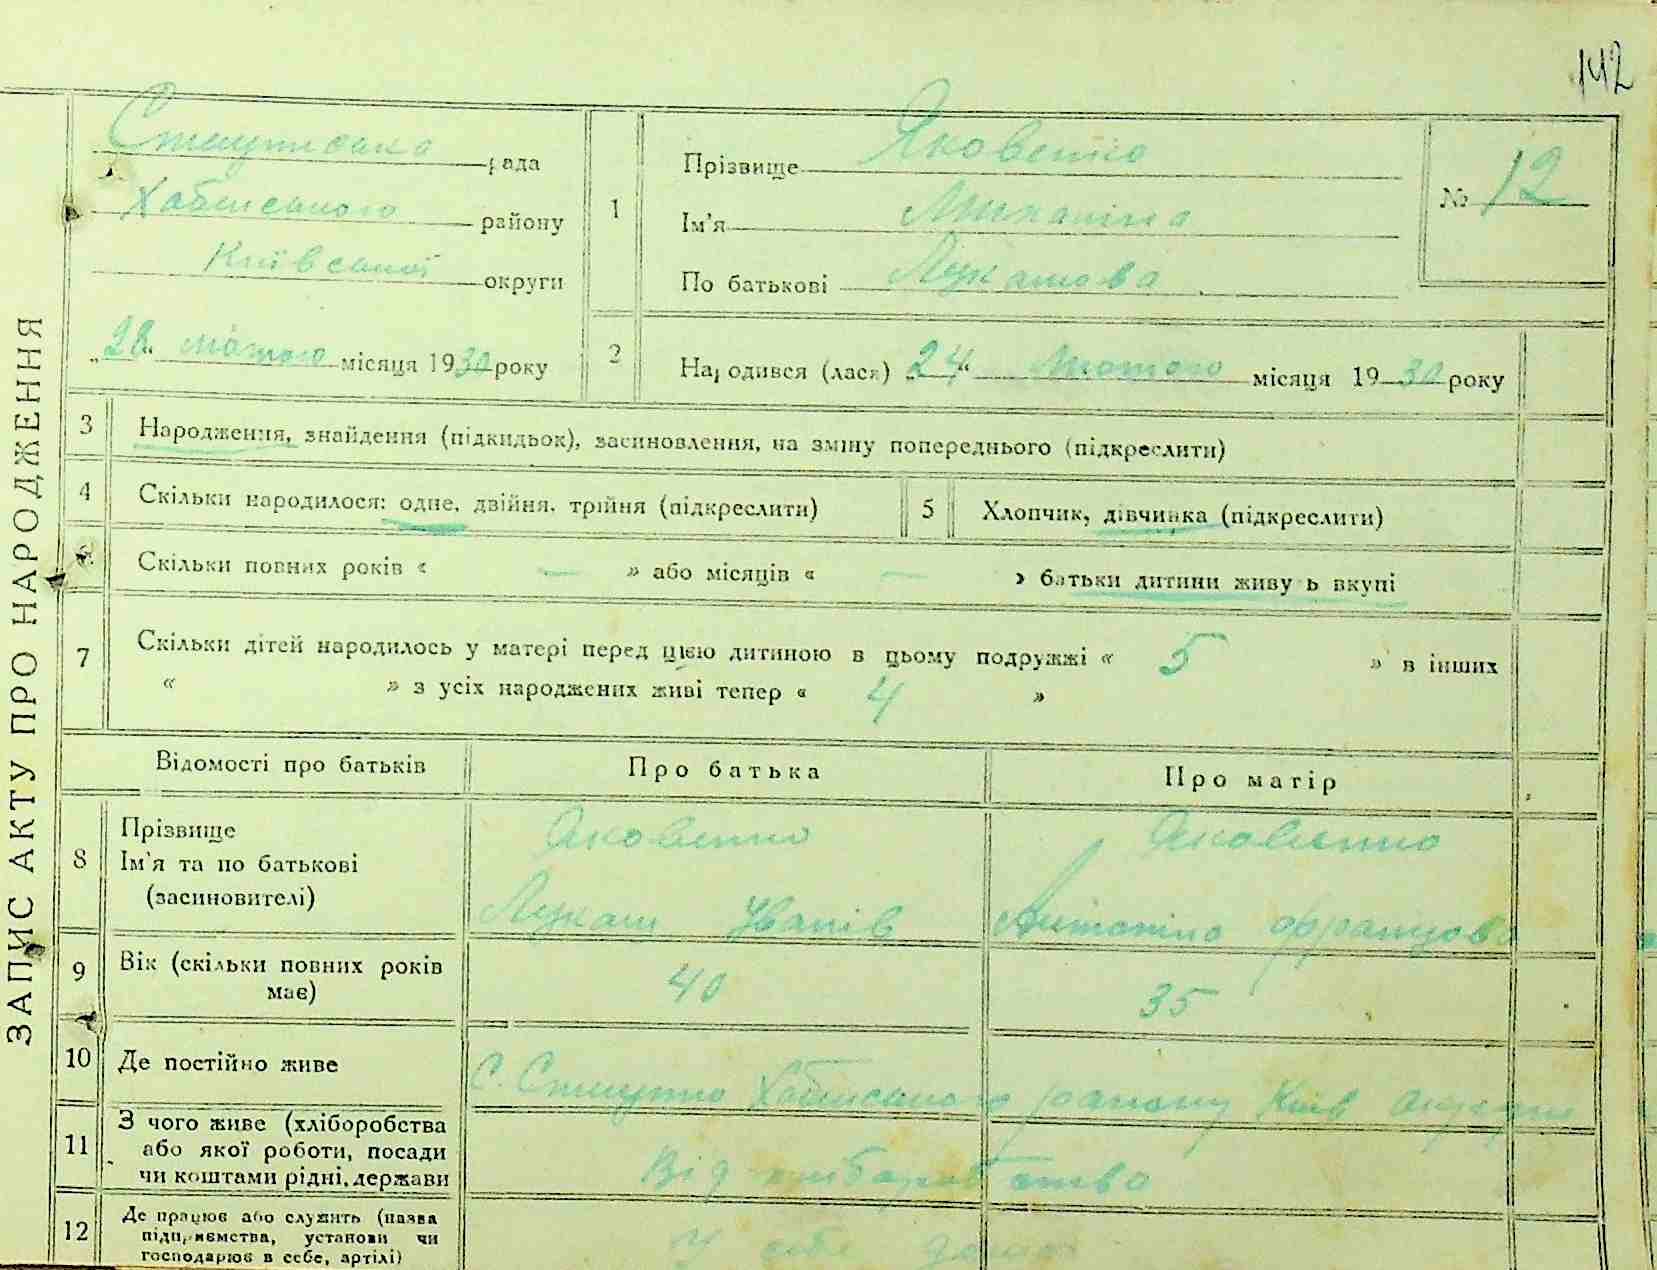 142
ЗАПИС АКТУ ПРО НАРОДЖЕННЯ
рада
Хабенського району
Київської округи
„28“ лютого місяця 1930 року
1
Прізвище Яковенко
Ім'я
По батькові Лукашова
№ 12
2
Народився (лася) „24“ Лютого місяця 1930 року
3 Народження, знайдення (підкидьок), засиновлення, на зміну попереднього (підкреслити)
4 Скільки народилося: одне, двійня, трійня (підкреслити) 5 Хлопчик, дівчинка (підкреслити)
6 Скільки повних років « — » або місяців « — » батьки дитини живуть вкупі
7 Скільки дітей народилось у матері перед цією дитиною в цьому подружжі « 5 » в інших
« » з усіх народжених живі тепер « 4 »
Відомості про батьків Про батька Про матір
8 Прізвище Яковенко Яковенко
Ім'я та по батькові
(засиновителі) Лукаш Іванів Антоніна Францова
9 Вік (скільки повних років
має) 40 35
10 Де постійно живе С. Хабенського району Київ округи
11 З чого живе (хліборобства
або якої роботи, посади
чи коштами рідні, держави Від хліборобства
12 Де працює або служить (назва
підприємства, установи чи
господарює в себе, артілі) У себе дома